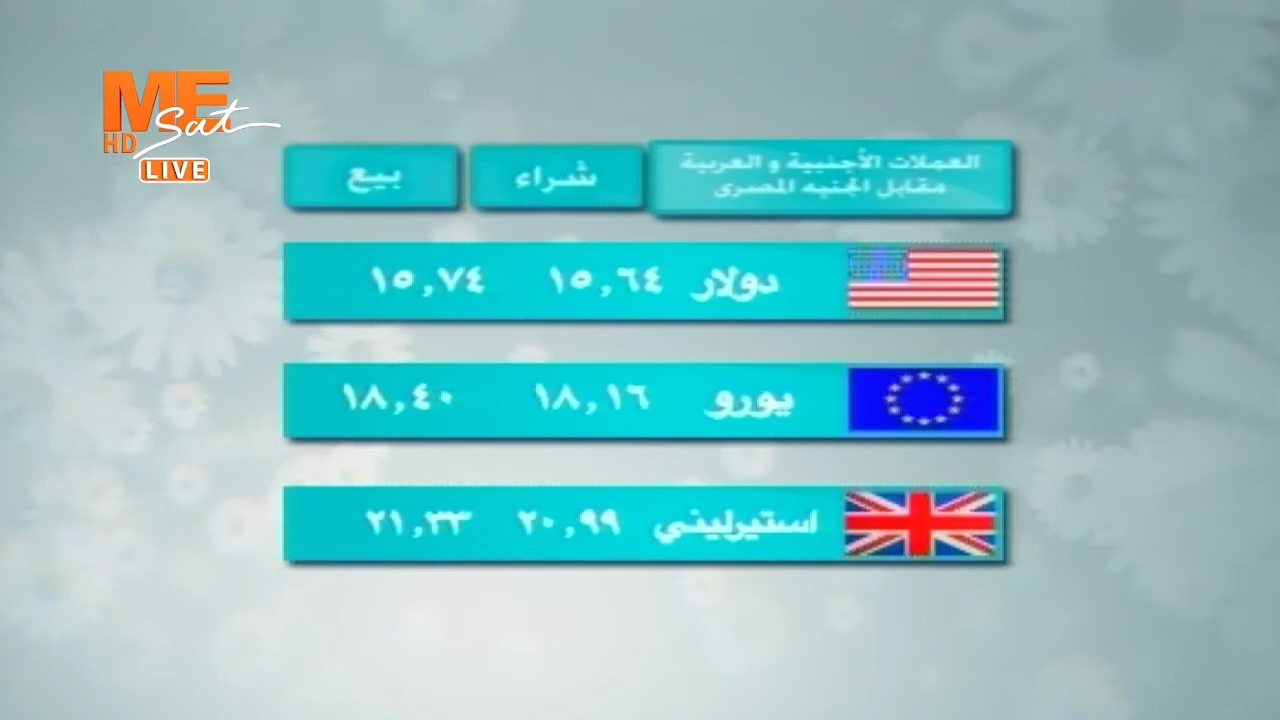 ME
Sat
HD
LIVE
العملات الأجنبية و العربية
مقابل الجنيه المصرى
شراء
بيع
دولار ١٥,٦٤ ١٥,٧٤
يورو ١٨,١٦ ١٨,٤٠
استيرليني ٢٠,٩٩ ٢١,٣٣